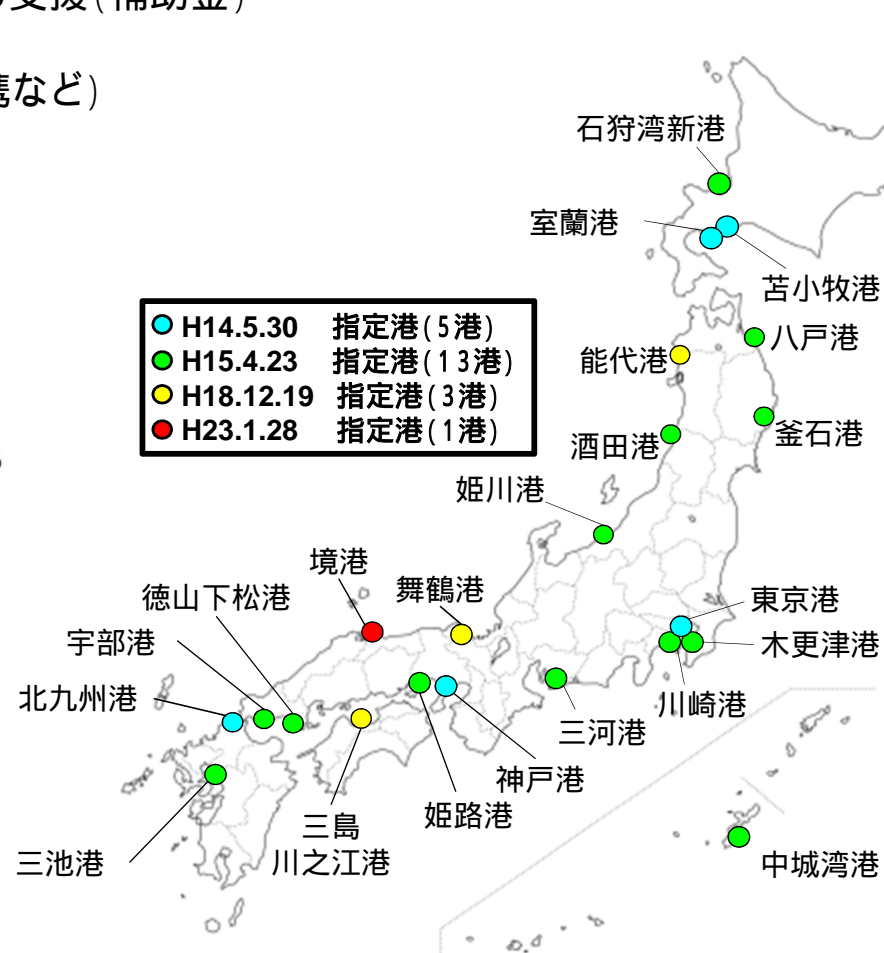 支援(補助金)
携など)
石狩湾新港
室蘭港
苫小牧港
H14.5.30 指定港(5港)
H15.4.23 指定港(13港)
H18.12.19 指定港(3港)
H23.1.28 指定港(1港)
八戸港
能代港
釜石港
酒田港
姫川港
境港
舞鶴港
徳山下松港
東京港
宇部港
木更津港
北九州港
川崎港
三河港
神戸港
姫路港
三島
川之江港
三池港
中城湾港